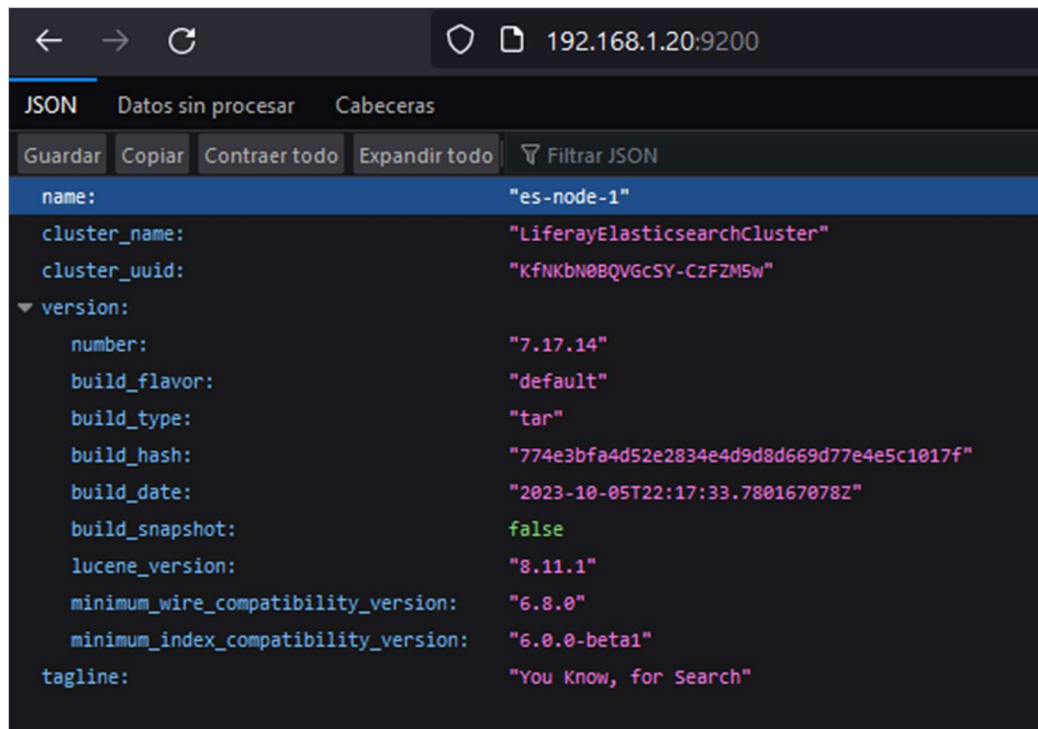 192.168.1.20:9200
JSON Datos sin procesar Cabeceras
Guardar Copiar Contraer todo Expandir todo Filtrar JSON
name: "es-node-1"
cluster_name: "LiferayElasticsearchCluster"
cluster_uuid: "KfNKbN0BQVGcSY-CzFZM5w"
version:
number: "7.17.14"
build_flavor: "default"
build_type: "tar"
build_hash: "774e3bfa4d52e2834e4d9d8d669d77e4e5c1017f"
build_date: "2023-10-05T22:17:33.780167078Z"
build_snapshot: false
lucene_version: "8.11.1"
minimum_wire_compatibility_version: "6.8.0"
minimum_index_compatibility_version: "6.0.0-beta1"
tagline: "You Know, for Search"